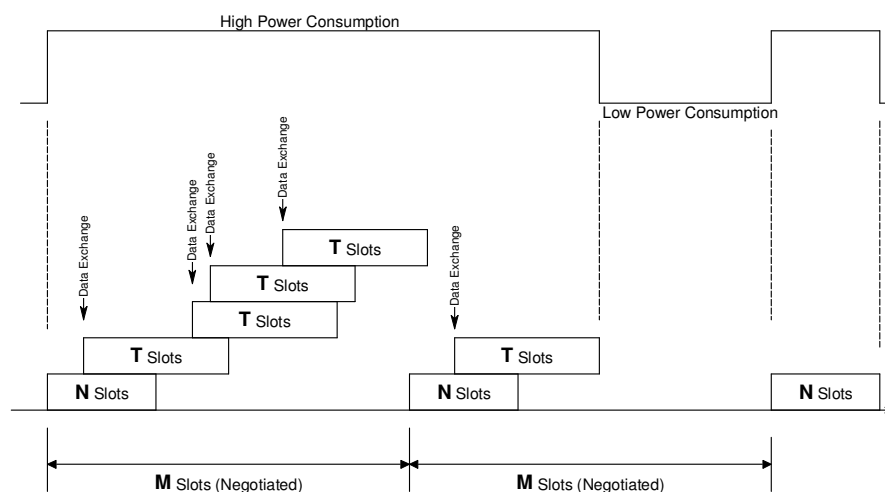 High Power Consumption
Low Power Consumption
Data Exchange
Data Exchange
Data Exchange
Data Exchange
Data Exchange
T Slots
T Slots
T Slots
T Slots
T Slots
N Slots
N Slots
N Slots
M Slots (Negotiated)
M Slots (Negotiated)